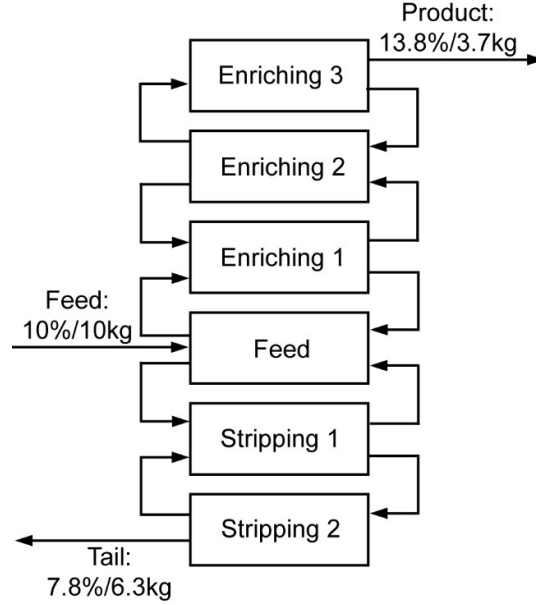 Product:
13.8%/3.7kg
Enriching 3
Enriching 2
Enriching 1
Feed:
10%/10kg
Feed
Stripping 1
Stripping 2
Tail:
7.8%/6.3kg